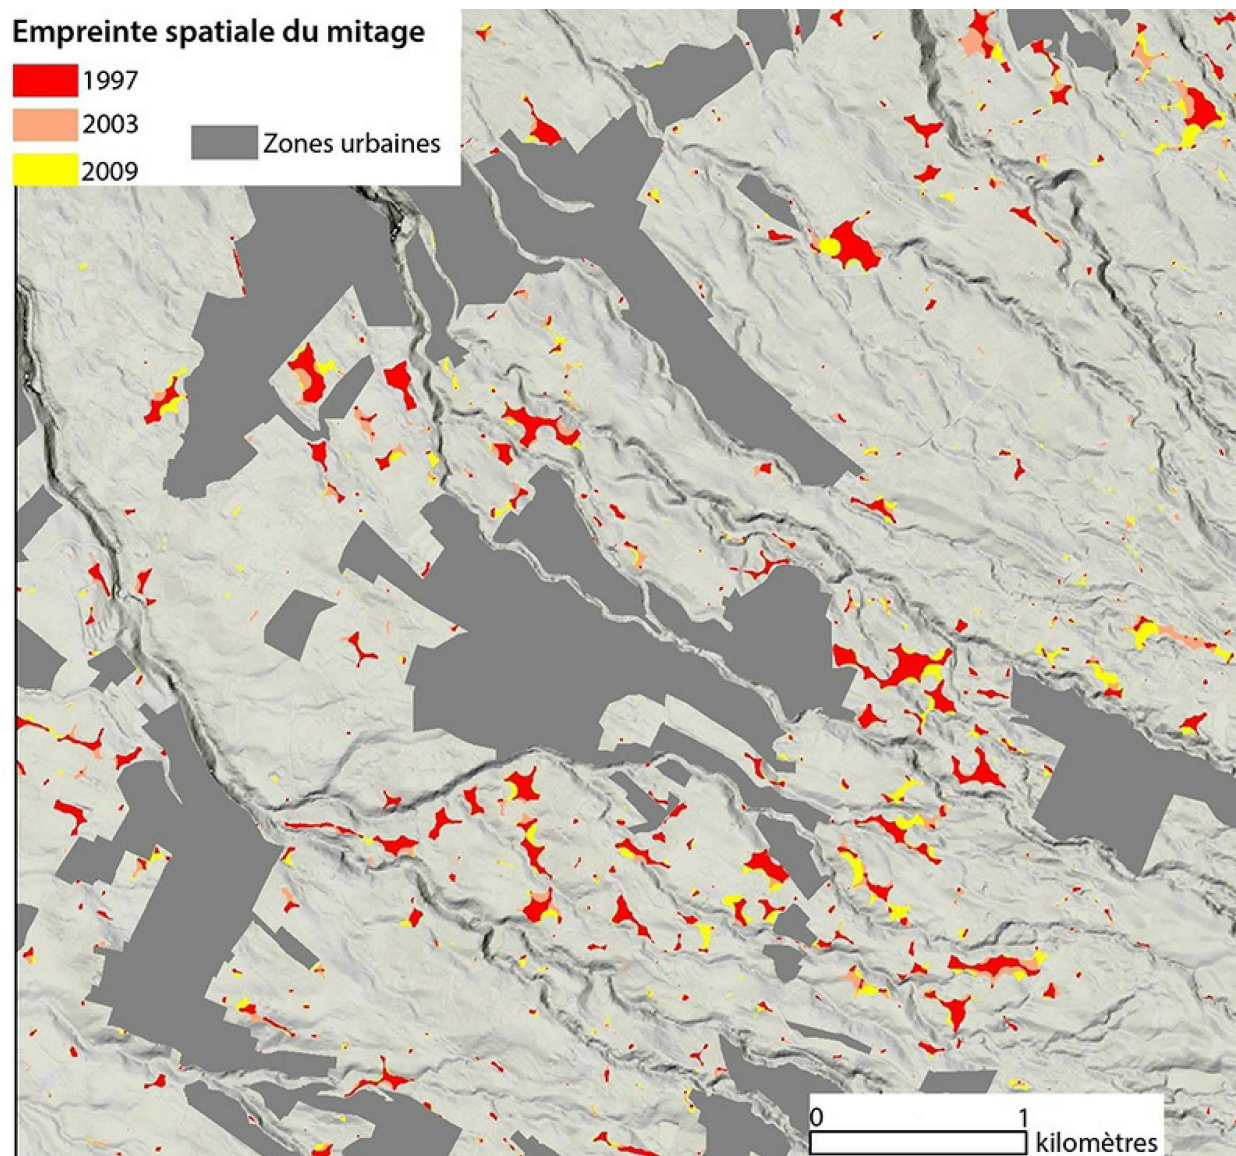 Empreinte spatiale du mitage
1997
2003
Zones urbaines
2009
0 1
kilomètres